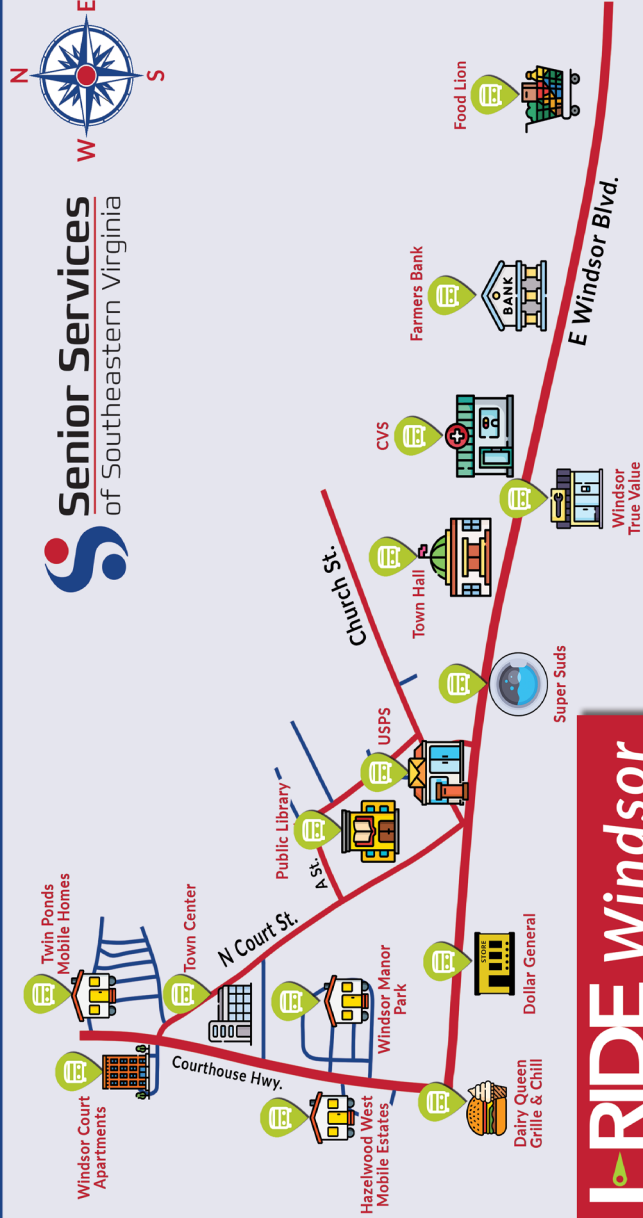 N
E
S
W
Senior Services
of Southeastern Virginia
Twin Ponds
Mobile Homes
Windsor Court
Apartments
Town Center
N Court St.
Courthouse Hwy.
Windsor Manor
Park
Hazelwood West
Mobile Estates
Dairy Queen
Grille & Chill
STORE
Dollar General
Public Library
A St.
USPS
Church St.
Super Suds
Town Hall
CVS
Windsor
True Value
Farmers Bank
BANK
E Windsor Blvd.
Food Lion
I-RIDE Windsor